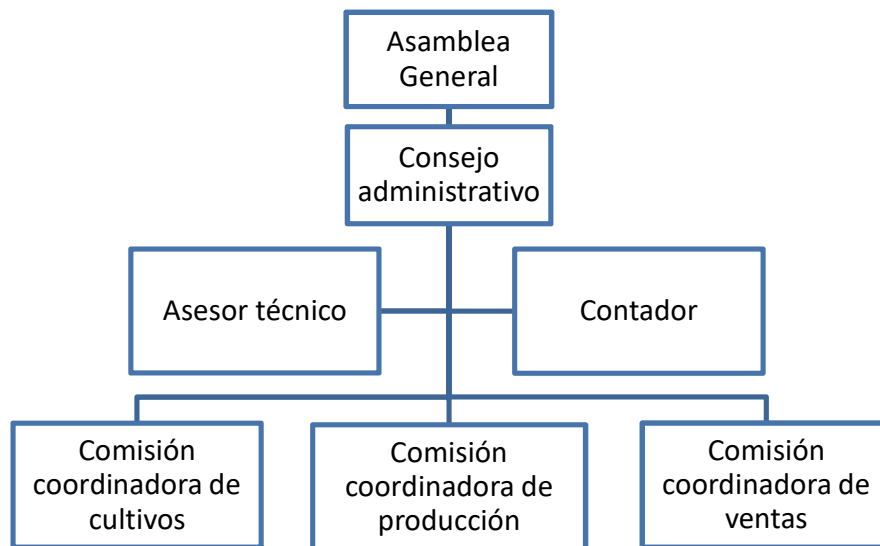 Asamblea
General
Consejo
administrativo
Asesor técnico
Contador
Comisión
coordinadora de
cultivos
Comisión
coordinadora de
producción
Comisión
coordinadora de
ventas